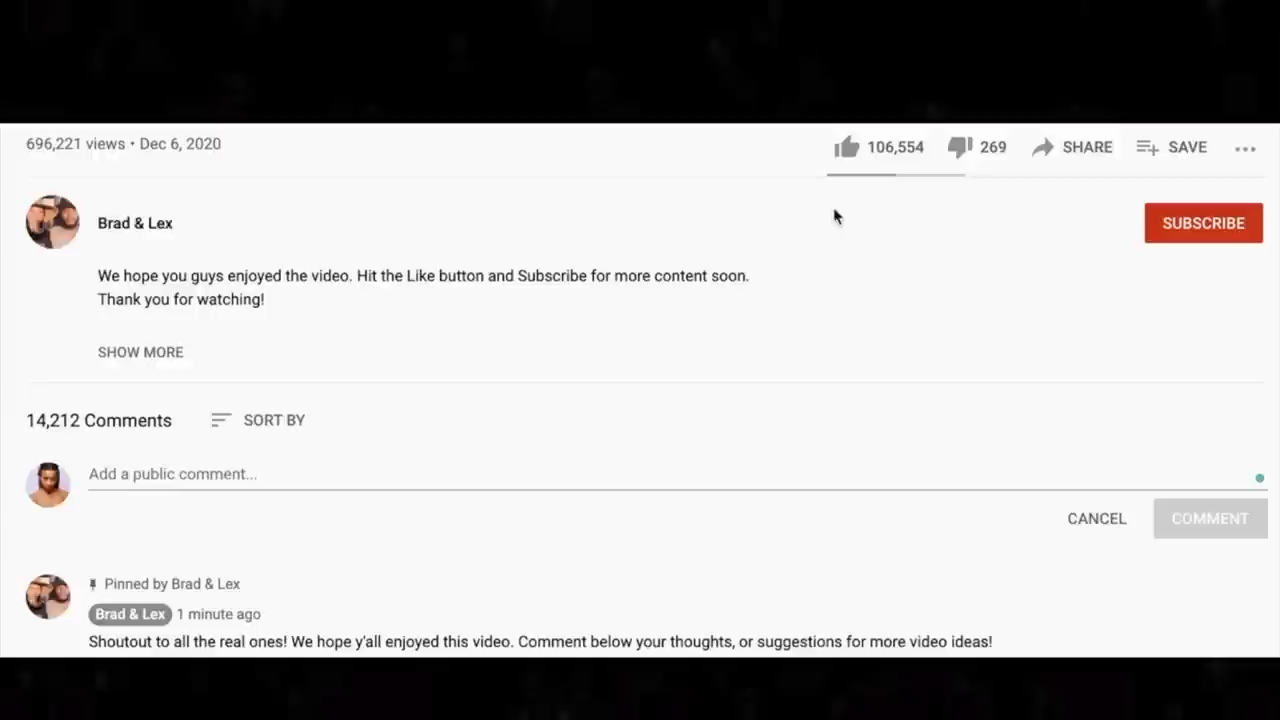 696,221 views • Dec 6, 2020
106,554
269
SHARE
SAVE
Brad & Lex
SUBSCRIBE
We hope you guys enjoyed the video. Hit the Like button and Subscribe for more content soon.
Thank you for watching!
SHOW MORE
14,212 Comments
SORT BY
Add a public comment...
CANCEL
COMMENT
Pinned by Brad & Lex
Brad & Lex 1 minute ago
Shoutout to all the real ones! We hope y'all enjoyed this video. Comment below your thoughts, or suggestions for more video ideas!